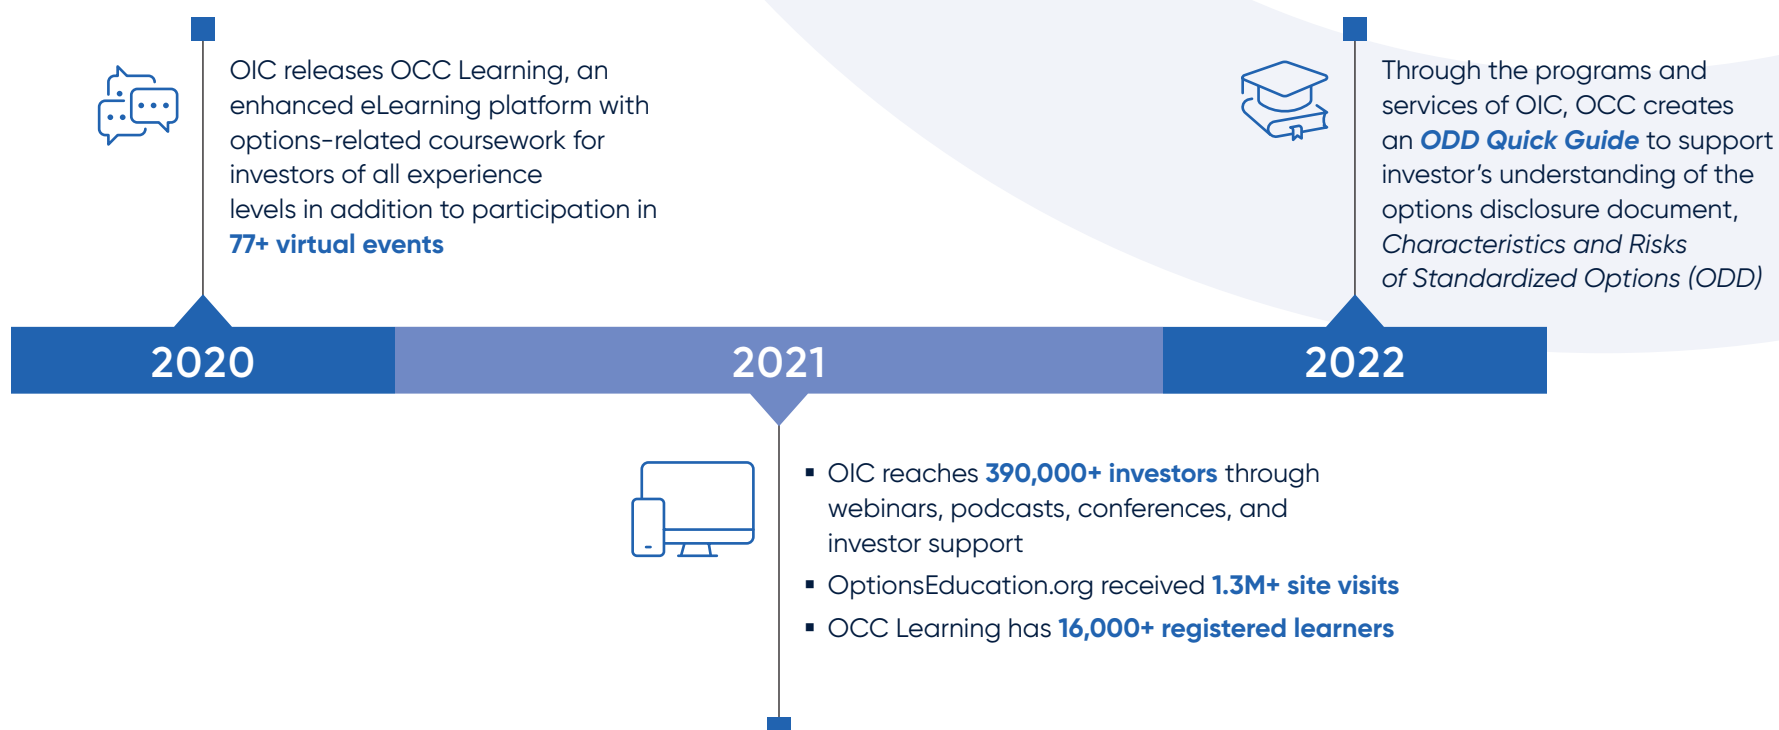 OIC releases OCC Learning, an
enhanced eLearning platform with
options-related coursework for
investors of all experience
levels in addition to participation in
77+ virtual events
Through the programs and
services of OIC, OCC creates
an ODD Quick Guide to support
investor’s understanding of the
options disclosure document,
Characteristics and Risks
of Standardized Options (ODD)
2020
2021
2022
▪ OIC reaches 390,000+ investors through
webinars, podcasts, conferences, and
investor support
▪ OptionsEducation.org received 1.3M+ site visits
▪ OCC Learning has 16,000+ registered learners